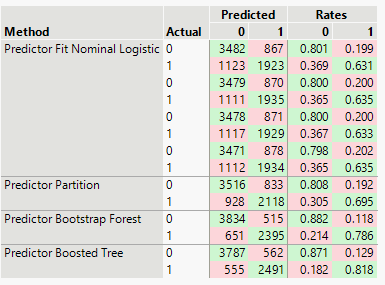 Predicted Rates
Method Actual 0 1 0 1
Predictor Fit Nominal Logistic 0 3482 867 0.801 0.199
1 1123 1923 0.369 0.631
0 3479 870 0.800 0.200
1 1111 1935 0.365 0.635
0 3478 871 0.800 0.200
1 1117 1929 0.367 0.633
0 3471 878 0.798 0.202
1 1112 1934 0.365 0.635
Predictor Partition 0 3516 833 0.808 0.192
1 928 2118 0.305 0.695
Predictor Bootstrap Forest 0 3834 515 0.882 0.118
1 651 2395 0.214 0.786
Predictor Boosted Tree 0 3787 562 0.871 0.129
1 555 2491 0.182 0.818